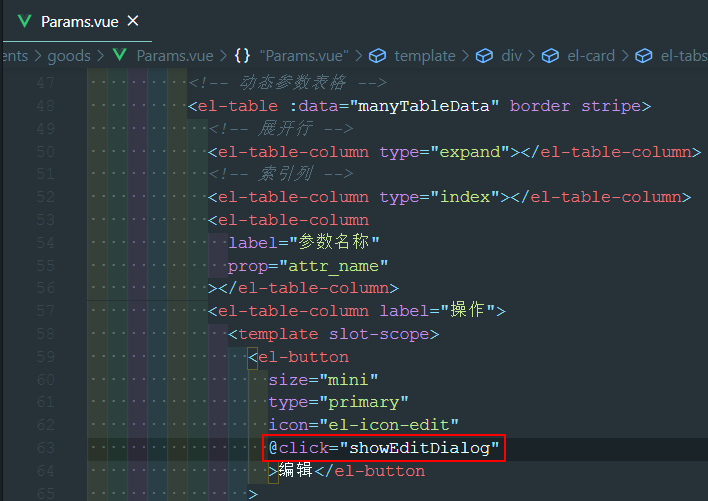 Params.vue ×
ents > goods > Params.vue > {} "Params.vue" > template > div > el-card > el-tabs
47 <!-- 动态参数表格 -->
48 <el-table :data="manyTableData" border stripe>
49 <!-- 展开行 -->
50 <el-table-column type="expand"></el-table-column>
51 <!-- 索引列 -->
52 <el-table-column type="index"></el-table-column>
53 <el-table-column
54 label="参数名称"
55 prop="attr_name"
56 ></el-table-column>
57 <el-table-column label="操作">
58 <template slot-scope>
59 <el-button
60 size="mini"
61 type="primary"
62 icon="el-icon-edit"
63 @click="showEditDialog"
64 >编辑</el-button
65 >